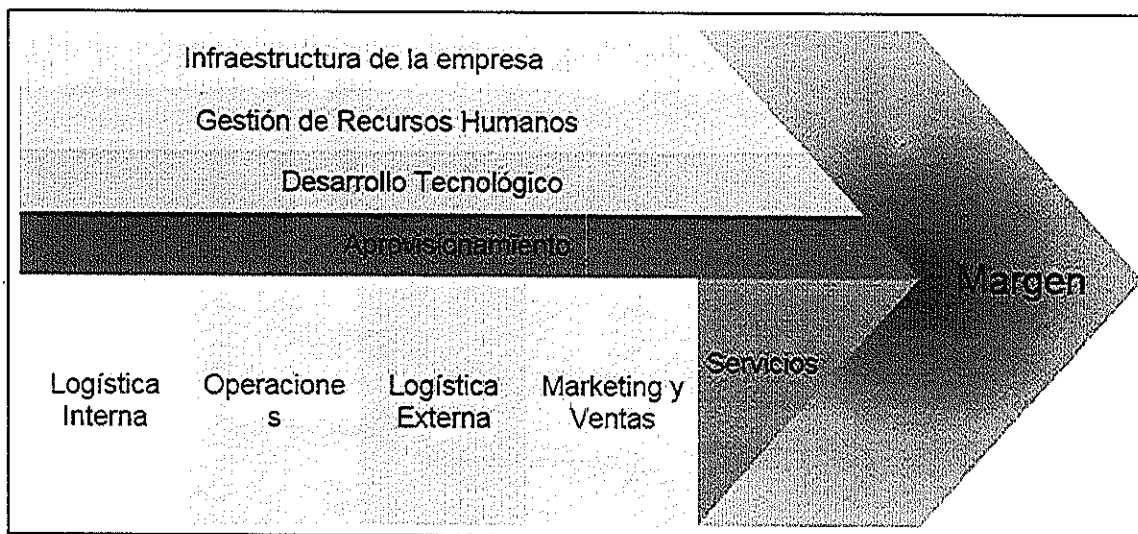 Infraestructura de la empresa
Gestión de Recursos Humanos
Desarrollo Tecnológico
Aprovisionamiento
Margen
Servicios
Logística
Interna
Operacione
s
Logística
Externa
Marketing y
Ventas